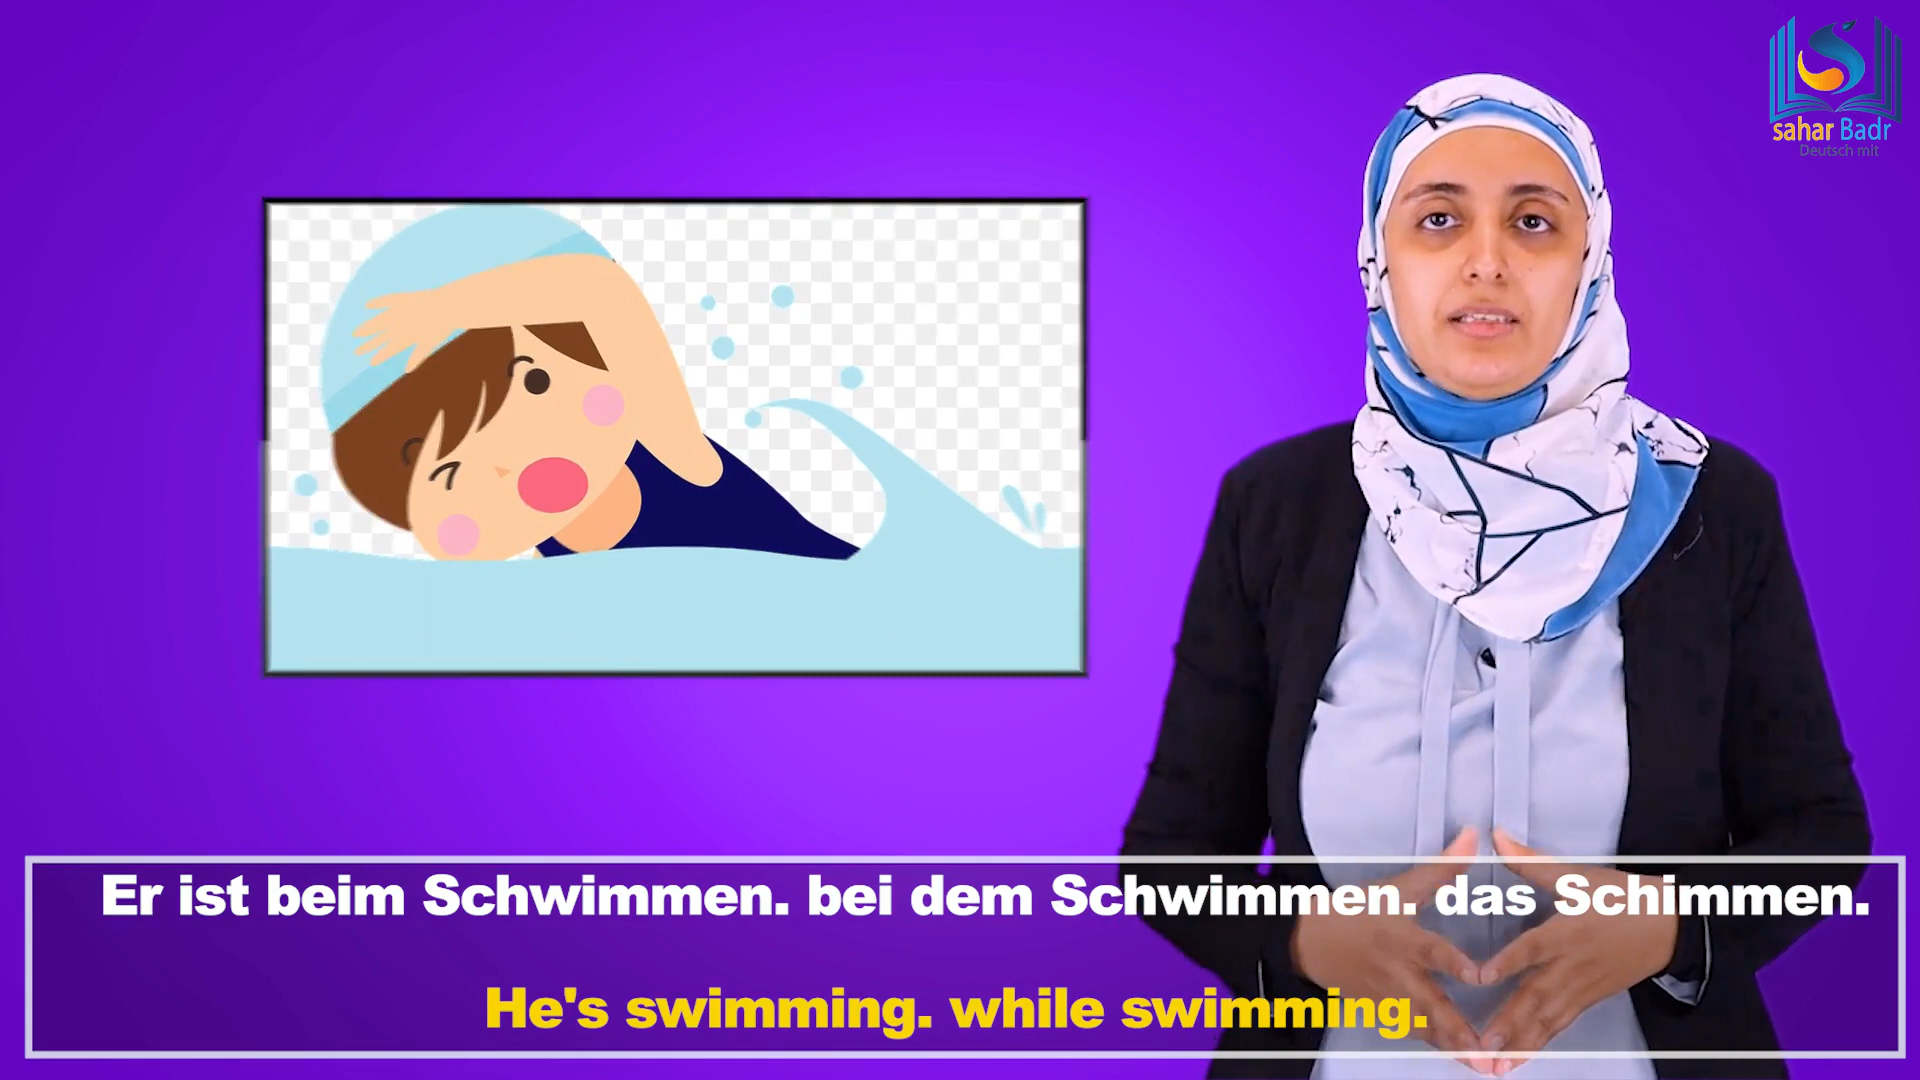 sahar Badr
Deutsch mit
Er ist beim Schwimmen. bei dem Schwimmen. das Schimmen.
He's swimming. while swimming.